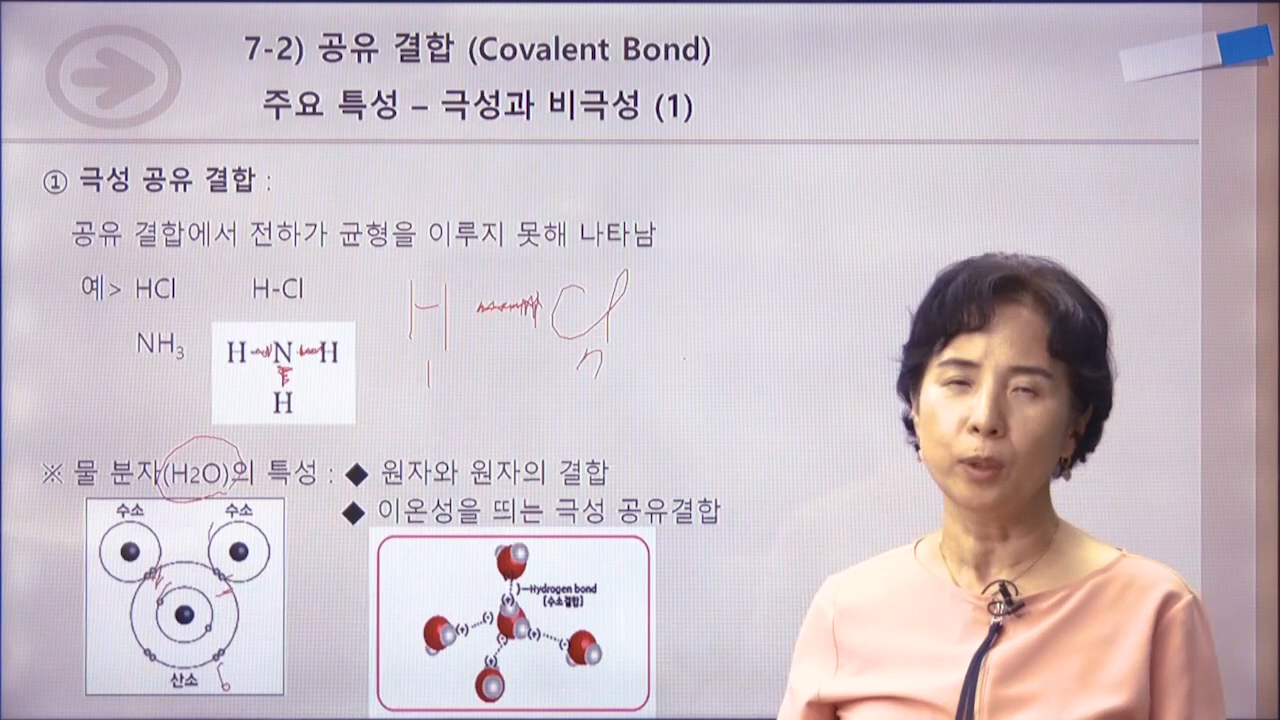 7-2) 공유 결합 (Covalent Bond)
주요 특성 – 극성과 비극성 (1)
① 극성 공유 결합 :
공유 결합에서 전하가 균형을 이루지 못해 나타남
예> HCl H-Cl
H Cl
1 n
NH₃
H N H
H
※ 물 분자(H2O)의 특성 : ◆ 원자와 원자의 결합
◆ 이온성을 띄는 극성 공유결합
수소 수소
산소
Hydrogen bond
[수소결합]
(+) (-) (+) (-) (+) (-) (-) (+)